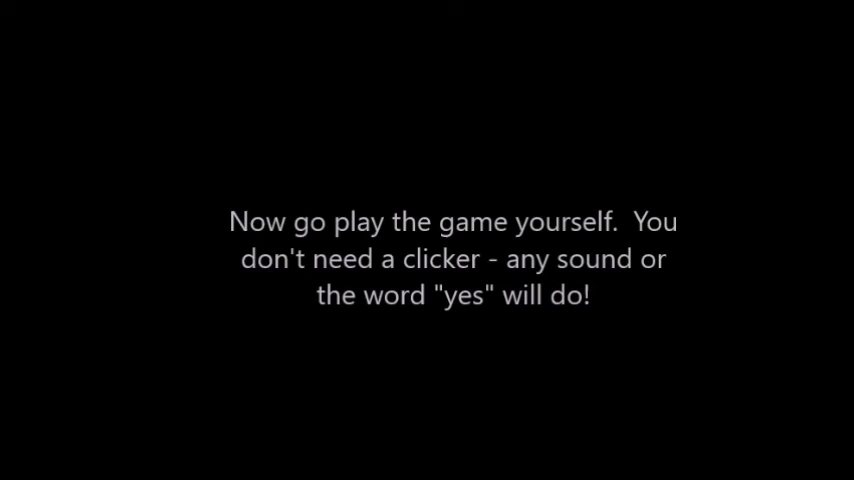 Now go play the game yourself.  You
don't need a clicker - any sound or
the word "yes" will do!